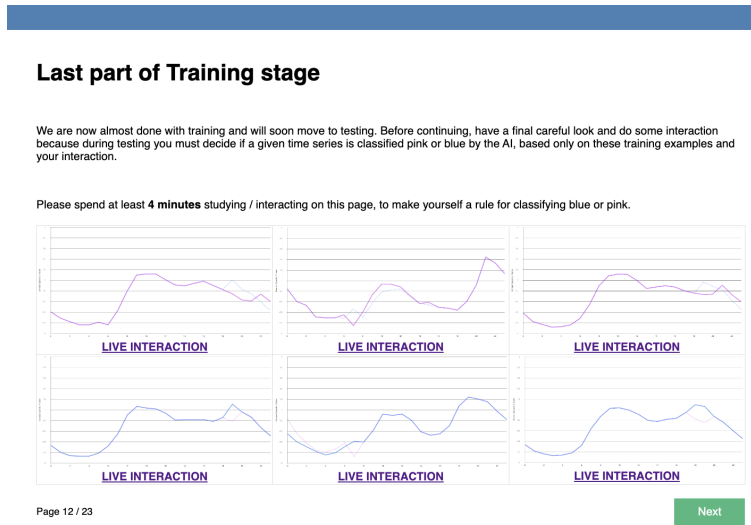 Last part of Training stage
We are now almost done with training and will soon move to testing. Before continuing, have a final careful look and do some interaction
because during testing you must decide if a given time series is classified pink or blue by the AI, based only on these training examples and
your interaction.
Please spend at least 4 minutes studying / interacting on this page, to make yourself a rule for classifying blue or pink.
LIVE INTERACTION
LIVE INTERACTION
LIVE INTERACTION
LIVE INTERACTION
LIVE INTERACTION
LIVE INTERACTION
Page 12 / 23
Next